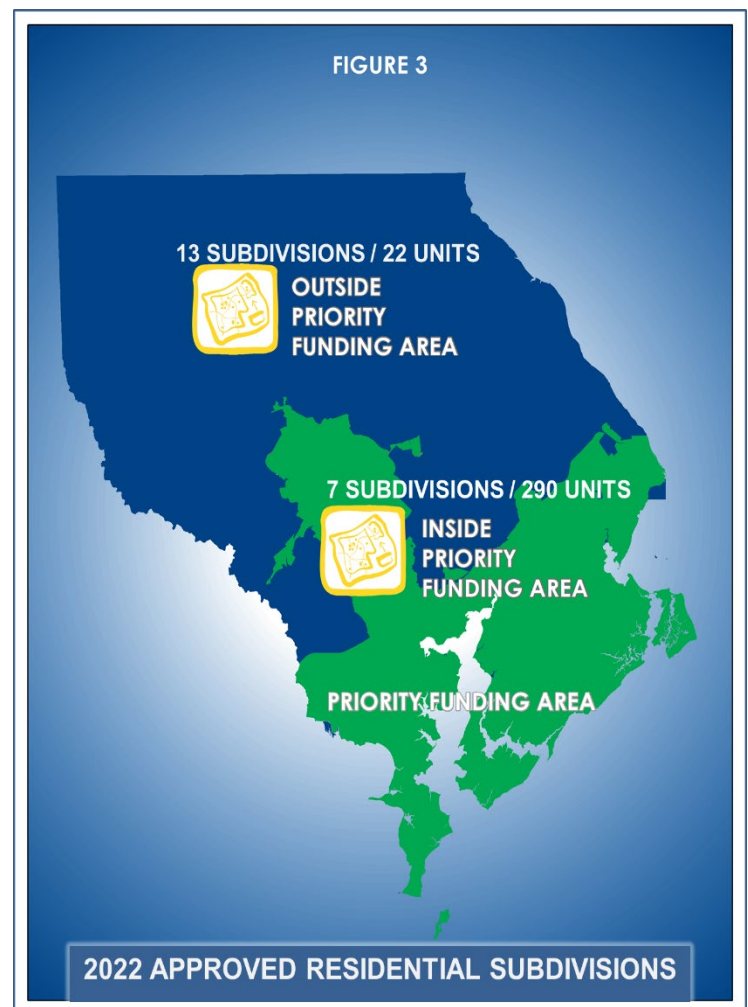 FIGURE 3
13 SUBDIVISIONS / 22 UNITS
OUTSIDE
PRIORITY
FUNDING AREA
7 SUBDIVISIONS / 290 UNITS
INSIDE
PRIORITY
FUNDING AREA
PRIORITY FUNDING AREA
2022 APPROVED RESIDENTIAL SUBDIVISIONS